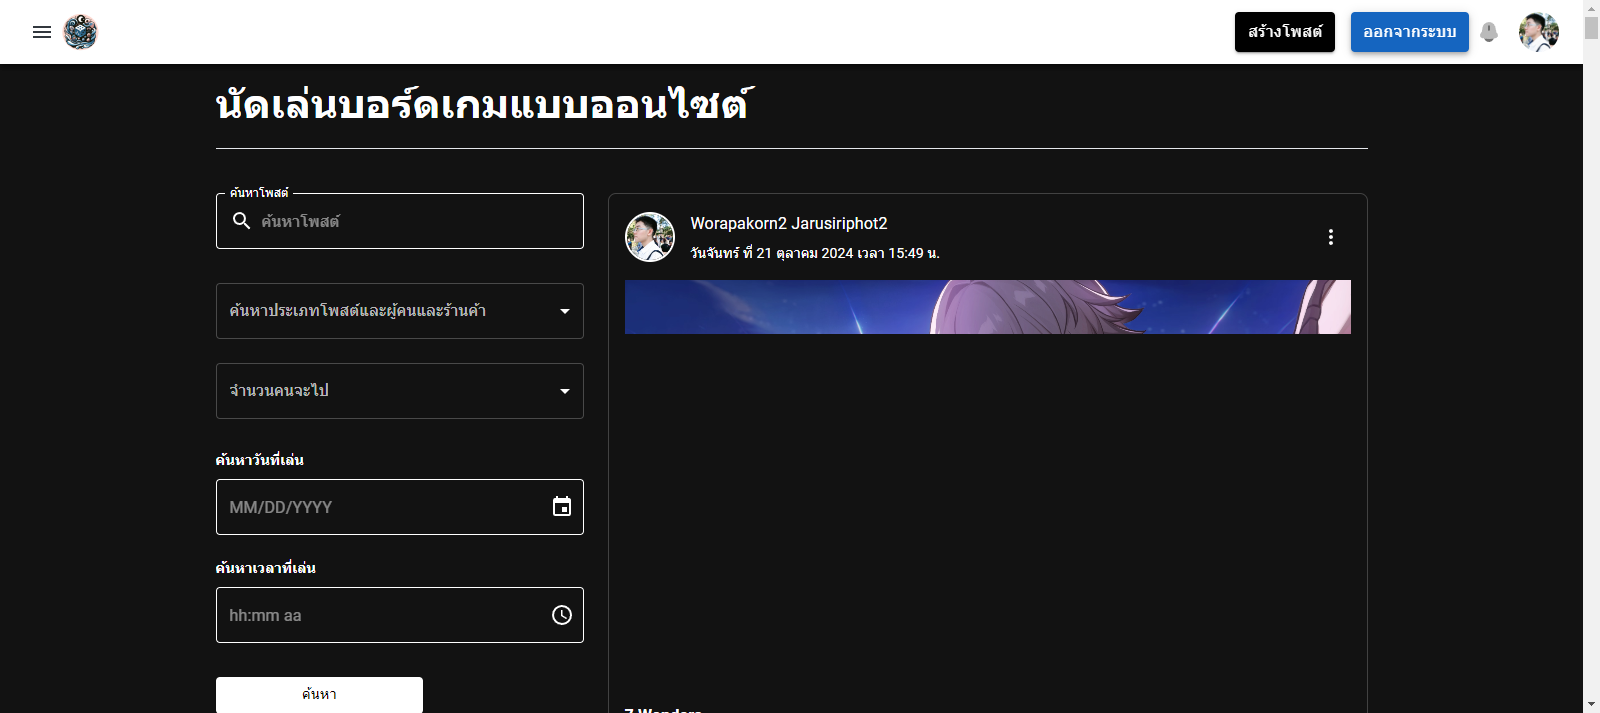 สร้างโพสต์
ออกจากระบบ
นัดเล่นบอร์ดเกมแบบออนไซต์
ค้นหาโพสต์
ค้นหาโพสต์
ค้นหาประเภทโพสต์และผู้คนและร้านค้า
จำนวนคนจะไป
ค้นหาวันที่เล่น
MM/DD/YYYY
ค้นหาเวลาที่เล่น
hh:mm aa
ค้นหา
Worapakorn2 Jarusiriphot2
วันจันทร์ ที่ 21 ตุลาคม 2024 เวลา 15:49 น.
7 Wonders